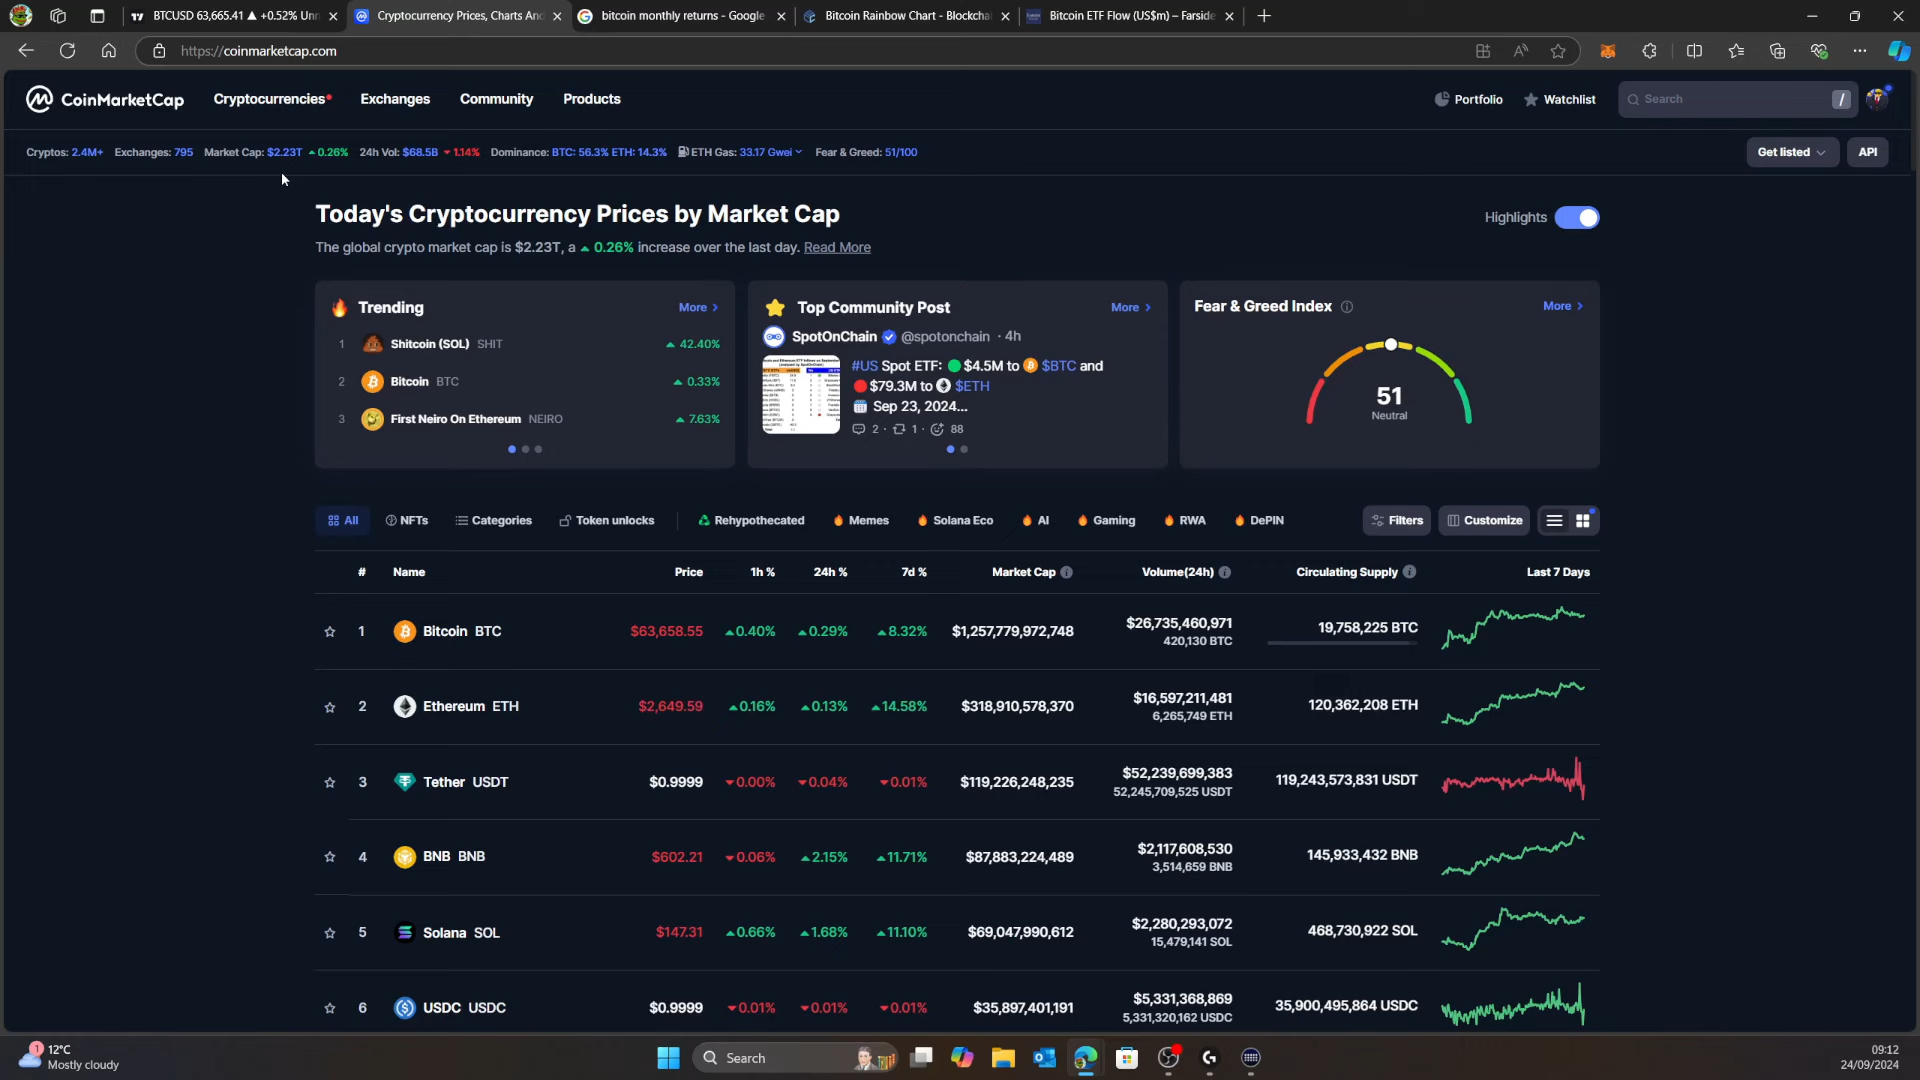 BTCUSD 63,665.41 ▲ +0.52% Unn
Cryptocurrency Prices, Charts An
bitcoin monthly returns - Google
Bitcoin Rainbow Chart - Blockchai
Bitcoin ETF Flow (US$m) – Farside
https://coinmarketcap.com
CoinMarketCap
Cryptocurrencies
Exchanges
Community
Products
Portfolio
Watchlist
Search
/
Cryptos: 2.4M+ Exchanges: 795 Market Cap: $2.23T 0.26% 24h Vol: $68.5B 1.14% Dominance: BTC: 56.3% ETH: 14.3% ETH Gas: 33.17 Gwei Fear & Greed: 51/100
Get listed
API
Today's Cryptocurrency Prices by Market Cap
Highlights
The global crypto market cap is $2.23T, a 0.26% increase over the last day. Read More
Trending
More >
1 Shitcoin (SOL) SHIT 42.40%
2 Bitcoin BTC 0.33%
3 First Neiro On Ethereum NEIRO 7.63%
Top Community Post
More >
SpotOnChain @spotonchain · 4h
#US Spot ETF: $4.5M to $BTC and
$79.3M to $ETH
Sep 23, 2024...
2 · 1 · 88
Fear & Greed Index
More >
51
Neutral
All
NFTs
Categories
Token unlocks
Rehypothecated
Memes
Solana Eco
AI
Gaming
RWA
DePIN
Filters
Customize
# Name Price 1h % 24h % 7d % Market Cap Volume(24h) Circulating Supply Last 7 Days
1 Bitcoin BTC $63,658.55 0.40% 0.29% 8.32% $1,257,779,972,748 $26,735,460,971 19,758,225 BTC
420,130 BTC
2 Ethereum ETH $2,649.59 0.16% 0.13% 14.58% $318,910,578,370 $16,597,211,481 120,362,208 ETH
6,265,749 ETH
3 Tether USDT $0.9999 0.00% 0.04% 0.01% $119,226,248,235 $52,239,699,383 119,243,573,831 USDT
52,245,709,525 USDT
4 BNB BNB $602.21 0.06% 2.15% 11.71% $87,883,224,489 $2,117,608,530 145,933,432 BNB
3,514,659 BNB
5 Solana SOL $147.31 0.66% 1.68% 11.10% $69,047,990,612 $2,280,293,072 468,730,922 SOL
15,479,141 SOL
6 USDC USDC $0.9999 0.01% 0.01% 0.01% $35,897,401,191 $5,331,368,869 35,900,495,864 USDC
5,331,320,162 USDC
1
12°C
Mostly cloudy
Search
09:12
24/09/2024